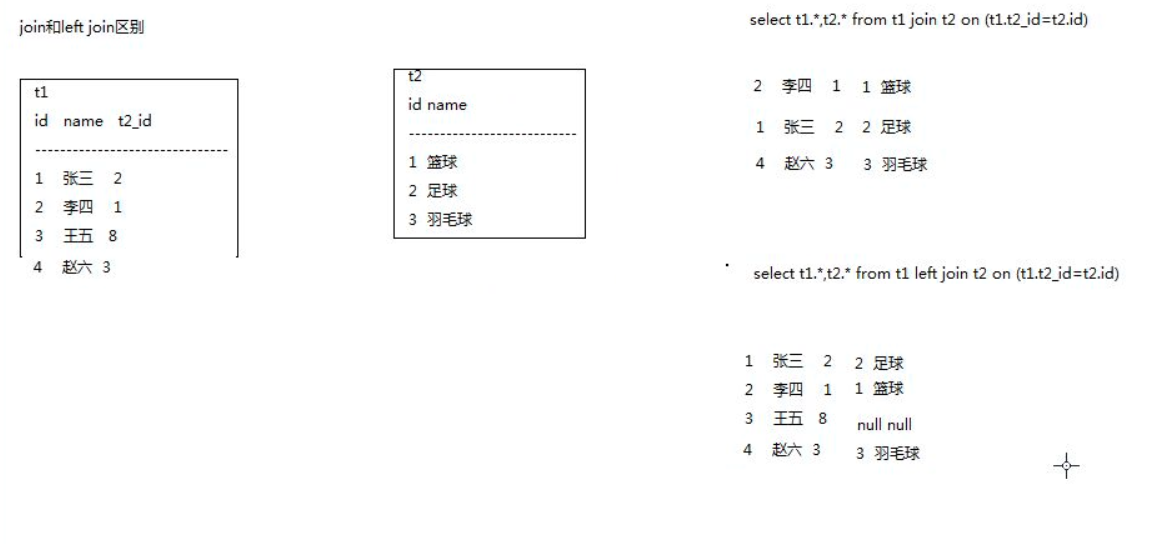 join和left join区别
t1
id name t2_id
------------------------------
1 张三 2
2 李四 1
3 王五 8
4 赵六 3
t2
id name
--------------------------
1 篮球
2 足球
3 羽毛球
select t1.*,t2.* from t1 join t2 on (t1.t2_id=t2.id)
2 李四 1 1 篮球
1 张三 2 2 足球
4 赵六 3 3 羽毛球
select t1.*,t2.* from t1 left join t2 on (t1.t2_id=t2.id)
1 张三 2 2 足球
2 李四 1 1 篮球
3 王五 8 null null
4 赵六 3 3 羽毛球